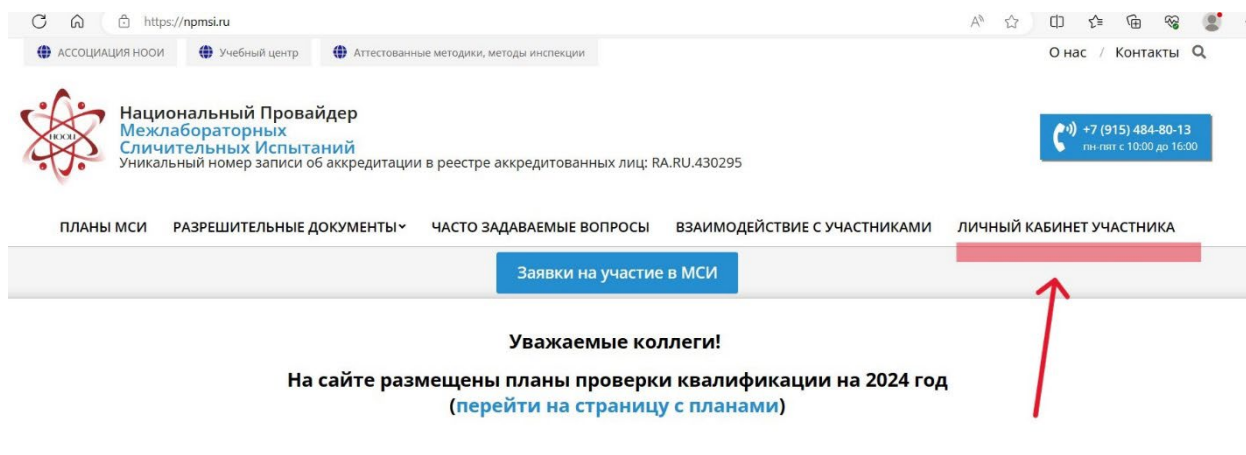 https://npmsi.ru
АССОЦИАЦИЯ НООИ
Учебный центр
Аттестованные методики, методы инспекции
О нас / Контакты
НООИ
Национальный Провайдер
Межлабораторных
Сличительных Испытаний
Уникальный номер записи об аккредитации в реестре аккредитованных лиц: RA.RU.430295
+7 (915) 484-80-13
пн-пят с 10:00 до 16:00
ПЛАНЫ МСИ
РАЗРЕШИТЕЛЬНЫЕ ДОКУМЕНТЫ
ЧАСТО ЗАДАВАЕМЫЕ ВОПРОСЫ
ВЗАИМОДЕЙСТВИЕ С УЧАСТНИКАМИ
ЛИЧНЫЙ КАБИНЕТ УЧАСТНИКА
Заявки на участие в МСИ
Уважаемые коллеги!
На сайте размещены планы проверки квалификации на 2024 год
(перейти на страницу с планами)